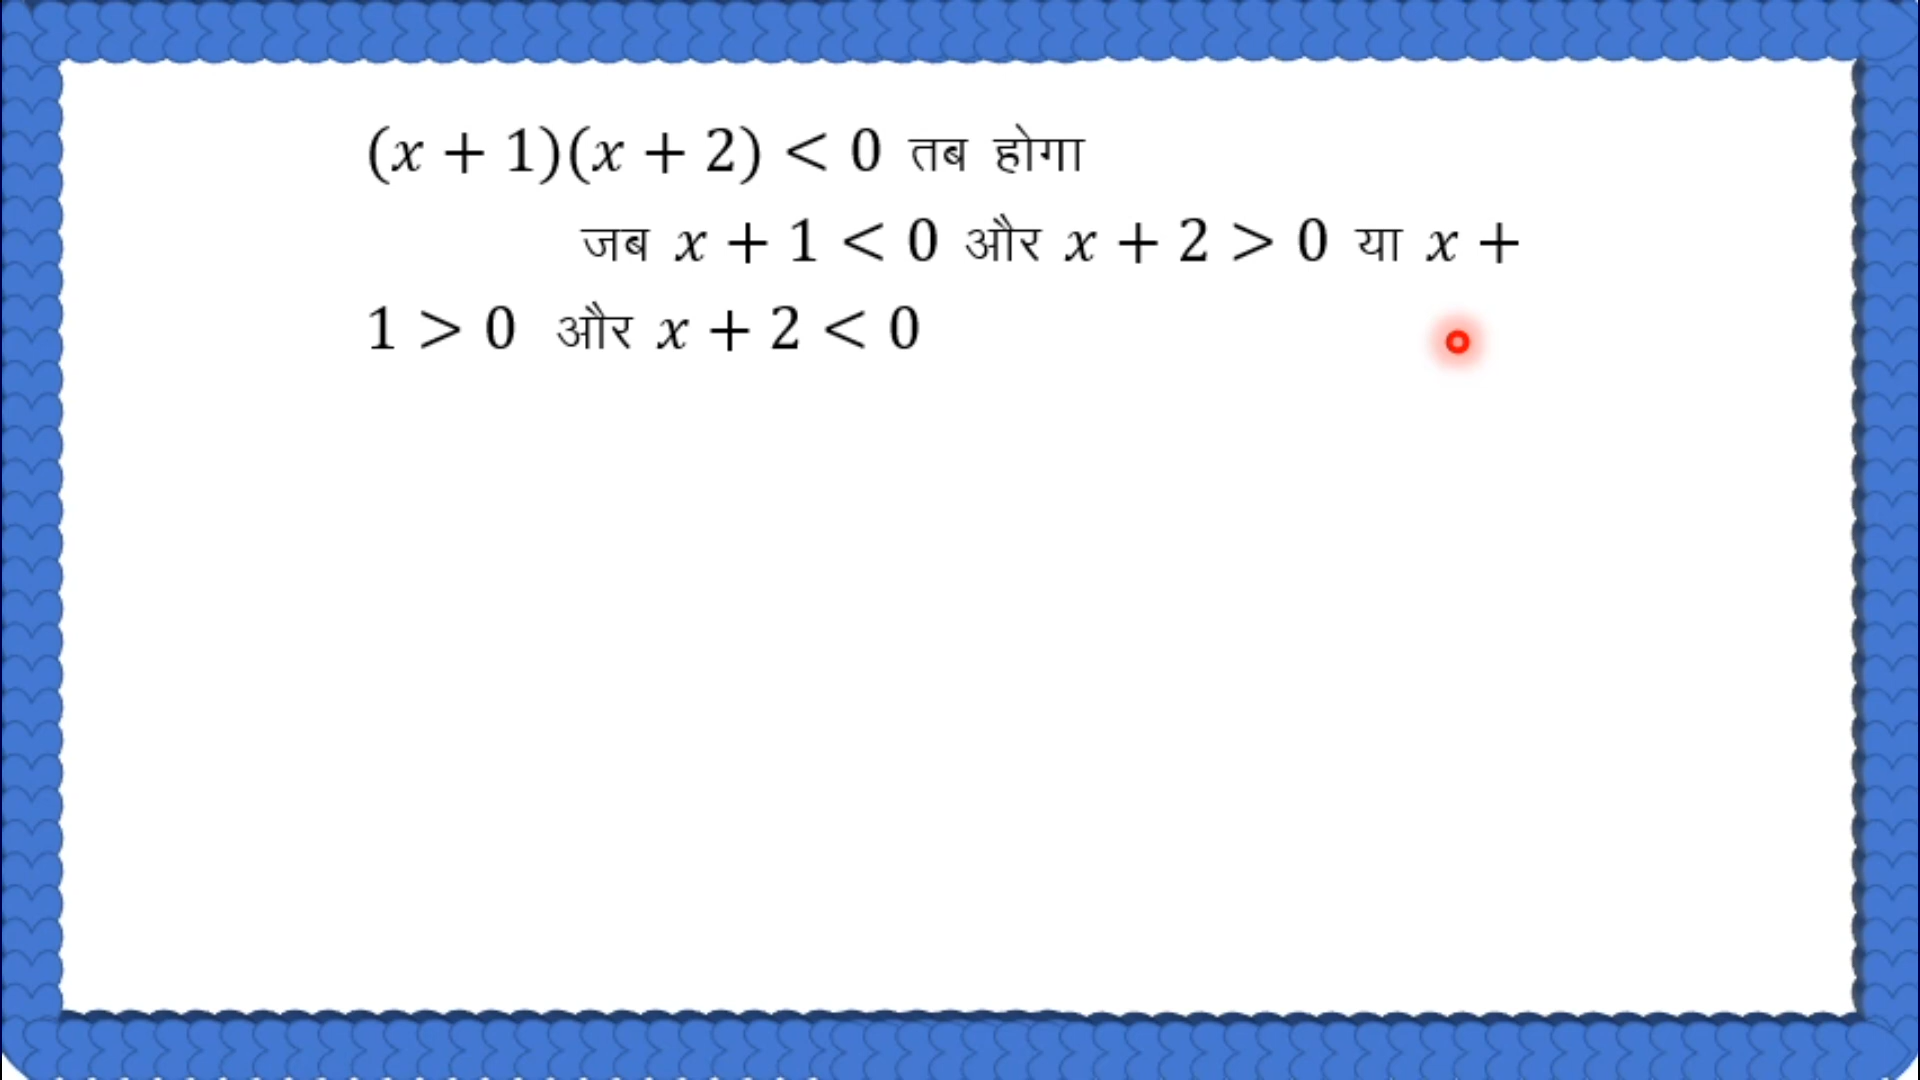 (x + 1)(x + 2) < 0 तब होगा
जब x + 1 < 0 और x + 2 > 0 या x +
1 > 0 और x + 2 < 0